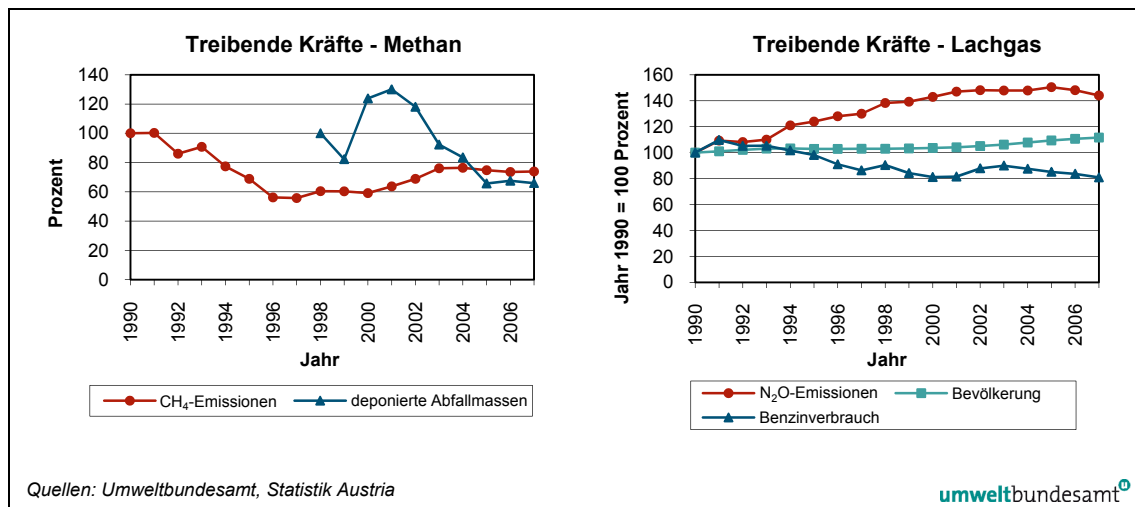 Treibende Kräfte - Methan
Prozent
140
120
100
80
60
40
20
0
1990
1992
1994
1996
1998
2000
2002
2004
2006
Jahr
CH₄-Emissionen
deponierte Abfallmassen
Treibende Kräfte - Lachgas
Jahr 1990 = 100 Prozent
160
140
120
100
80
60
40
20
0
1990
1992
1994
1996
1998
2000
2002
2004
2006
Jahr
N₂O-Emissionen
Bevölkerung
Benzinverbrauch
Quellen: Umweltbundesamt, Statistik Austria
umweltbundesamt u